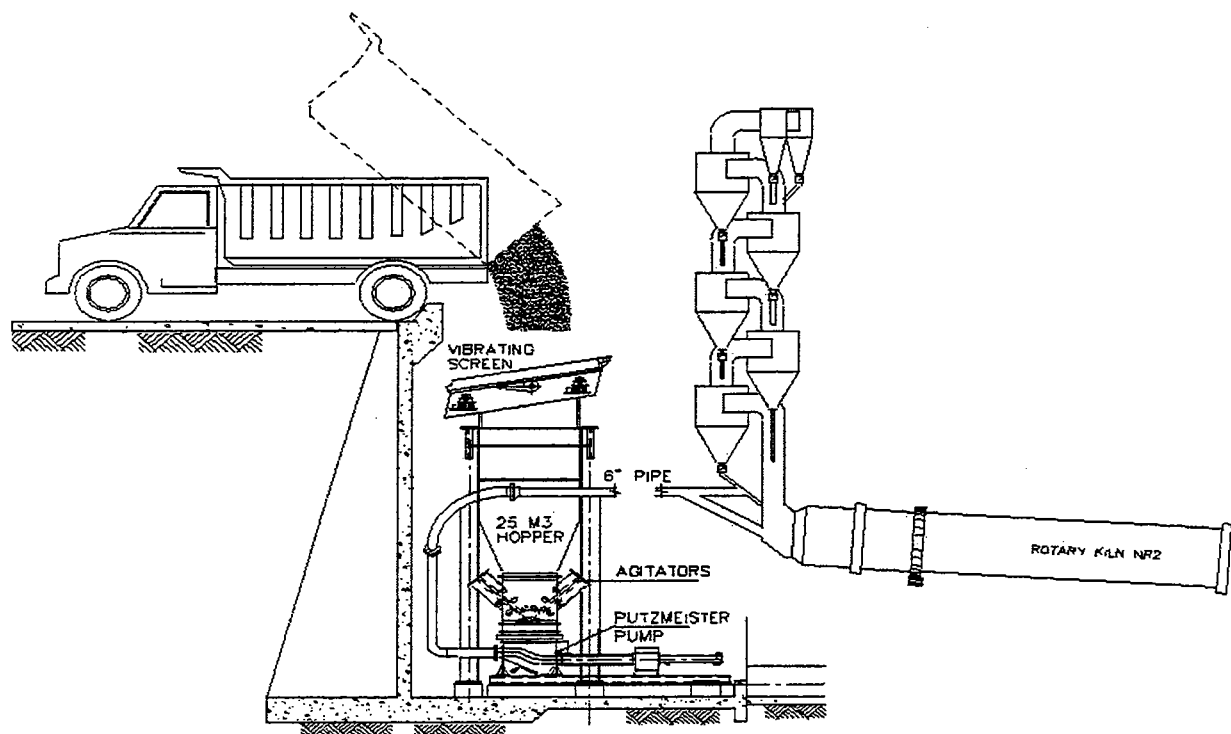 VIBRATING
SCREEN
6" PIPE
25 M3
HOPPER
ROTARY KILN NR2
AGITATORS
PUTZMEISTER
PUMP